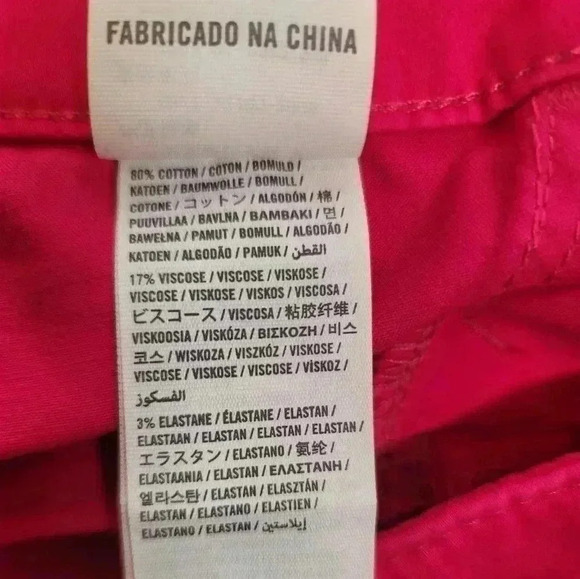 FABRICADO NA CHINA
80% COTTON / COTON / BOMULD /
KATOEN / BAUMWOLLE / BOMULL /
COTONE / コットン / ALGODÓN / 棉 /
PUUVILLAA / BAVLNA / BAMBAKI / 면 /
BAWEŁNA / PAMUT / BOMULL / ALGODÃO /
KATOEN / ALGODÃO / PAMUK / القطن
17% VISCOSE / VISCOSE / VISKOSE /
VISCOSE / VISKOSE / VISKOS / VISCOSA /
ビスコース / VISCOSA / 粘胶纤维 /
VISKOOSIA / VISKÓZA / ΒΙΣΚΟΖΗ / 비스
코스 / WISKOZA / VISZKÓZ / VISKOSE /
VISCOSE / VISKOSE / VISCOSE / VİSKOZ /
الفسكوز
3% ELASTANE / ÉLASTANE / ELASTAN /
ELASTAAN / ELASTAN / ELASTAN / ELASTAN /
エラスタン / ELASTANO / 氨纶 /
ELASTAANIA / ELASTAN / ΕΛΑΣΤΑΝΗ /
엘라스탄 / ELASTAN / ELASZTÁN /
ELASTAN / ELASTANO / ELASTIEN /
ELASTANO / ELASTAN / إيلاستين